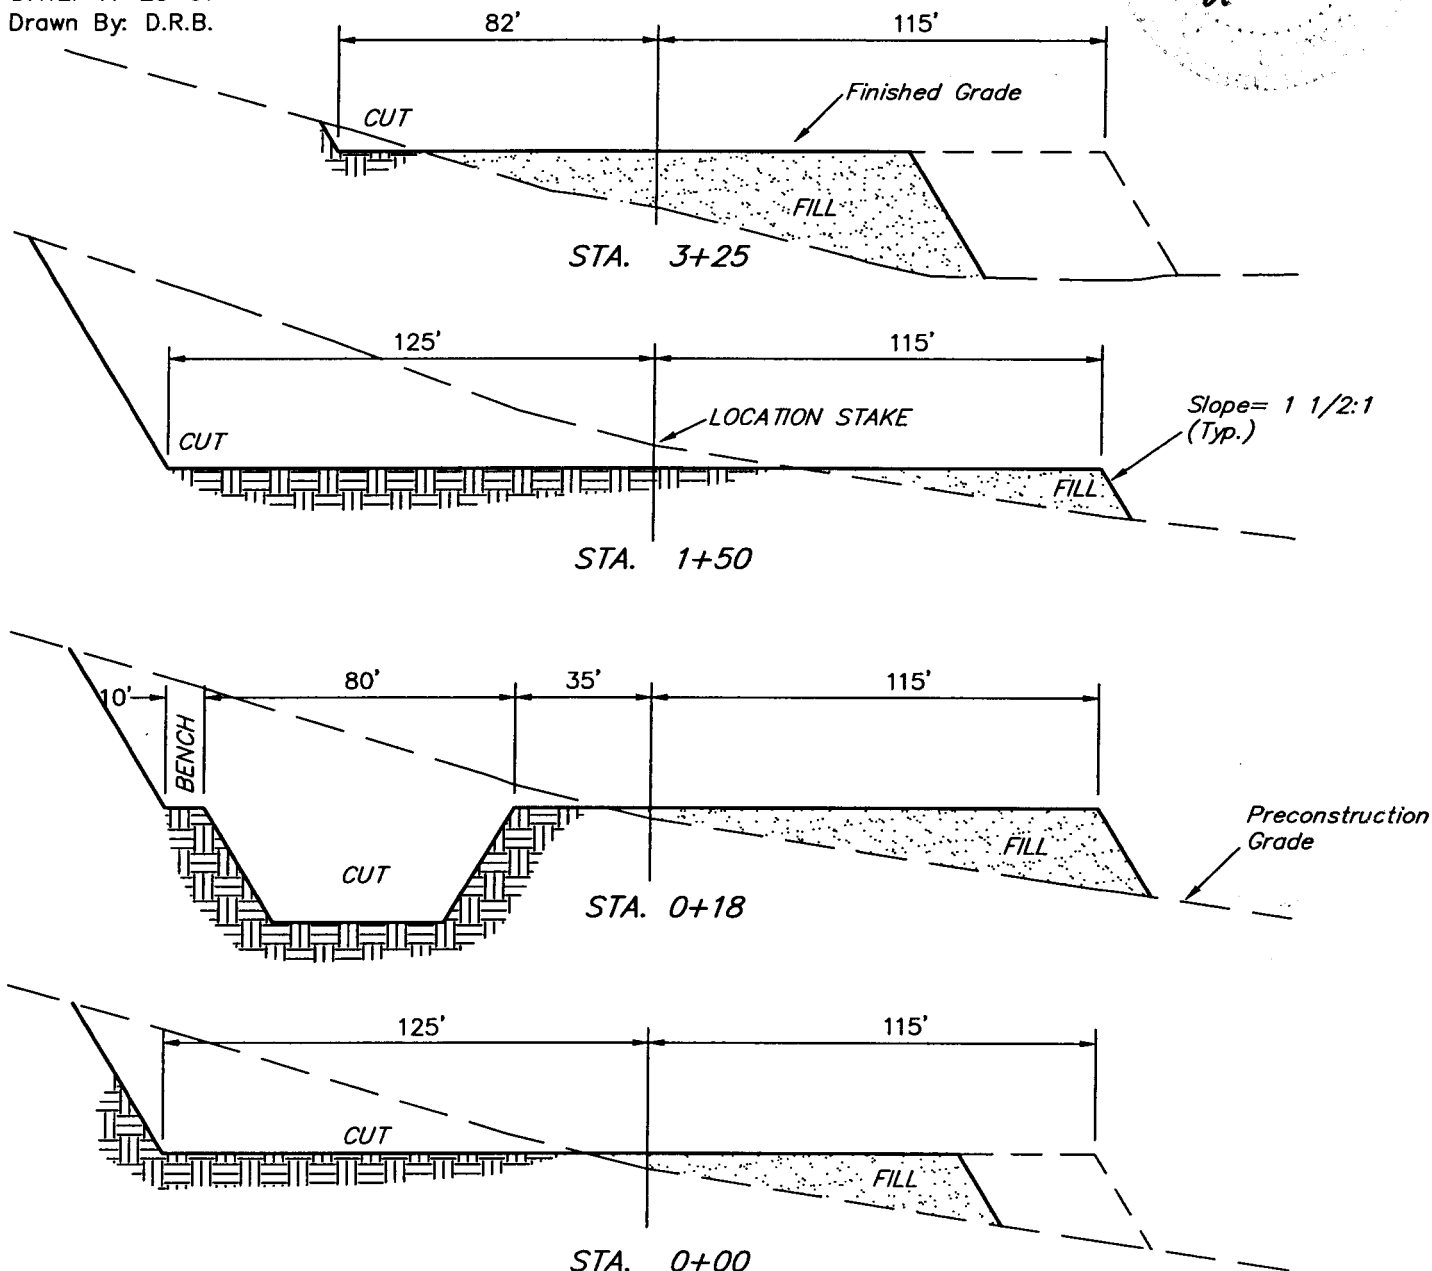 Drawn By: D.R.B.
82'
115'
CUT
Finished Grade
FILL
STA. 3+25
125'
115'
CUT
LOCATION STAKE
Slope= 1 1/2:1
(Typ.)
FILL
STA. 1+50
10'
80'
35'
115'
BENCH
CUT
FILL
Preconstruction
Grade
STA. 0+18
125'
115'
CUT
FILL
STA. 0+00